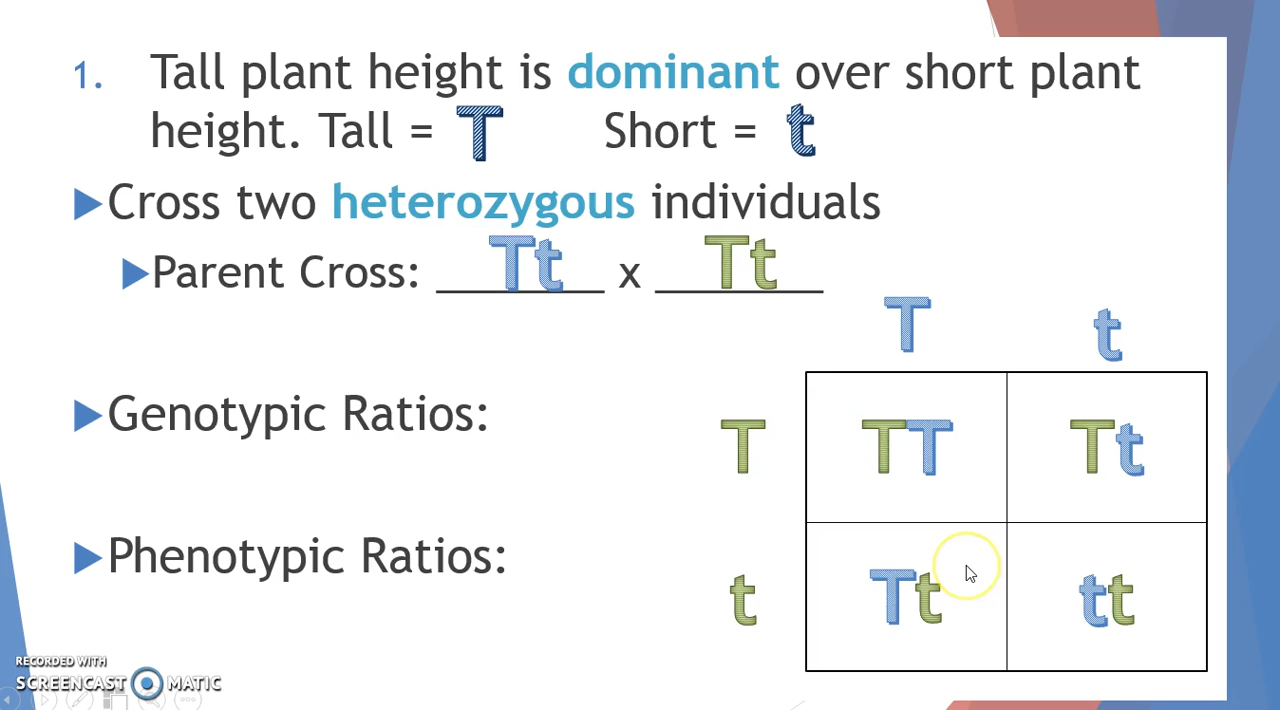 1. Tall plant height is dominant over short plant
height. Tall = T Short = t
Cross two heterozygous individuals
Parent Cross: Tt x Tt
T t
Genotypic Ratios:
T TT Tt
Phenotypic Ratios:
t Tt tt
RECORDED WITH
SCREENCAST MATIC